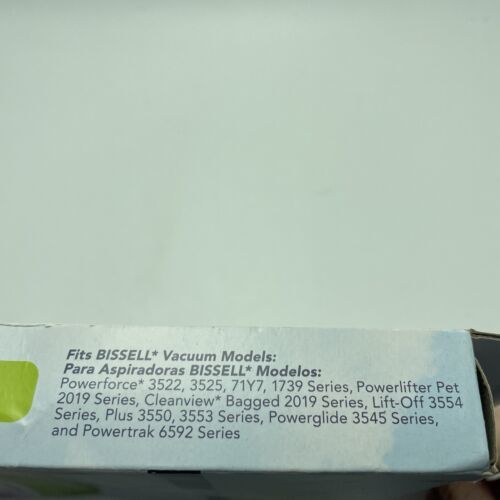 Fits BISSELL* Vacuum Models:
Para Aspiradoras BISSELL* Modelos:
Powerforce* 3522, 3525, 71Y7, 1739 Series, Powerlifter Pet
2019 Series, Cleanview* Bagged 2019 Series, Lift-Off 3554
Series, Plus 3550, 3553 Series, Powerglide 3545 Series,
and Powertrak 6592 Series